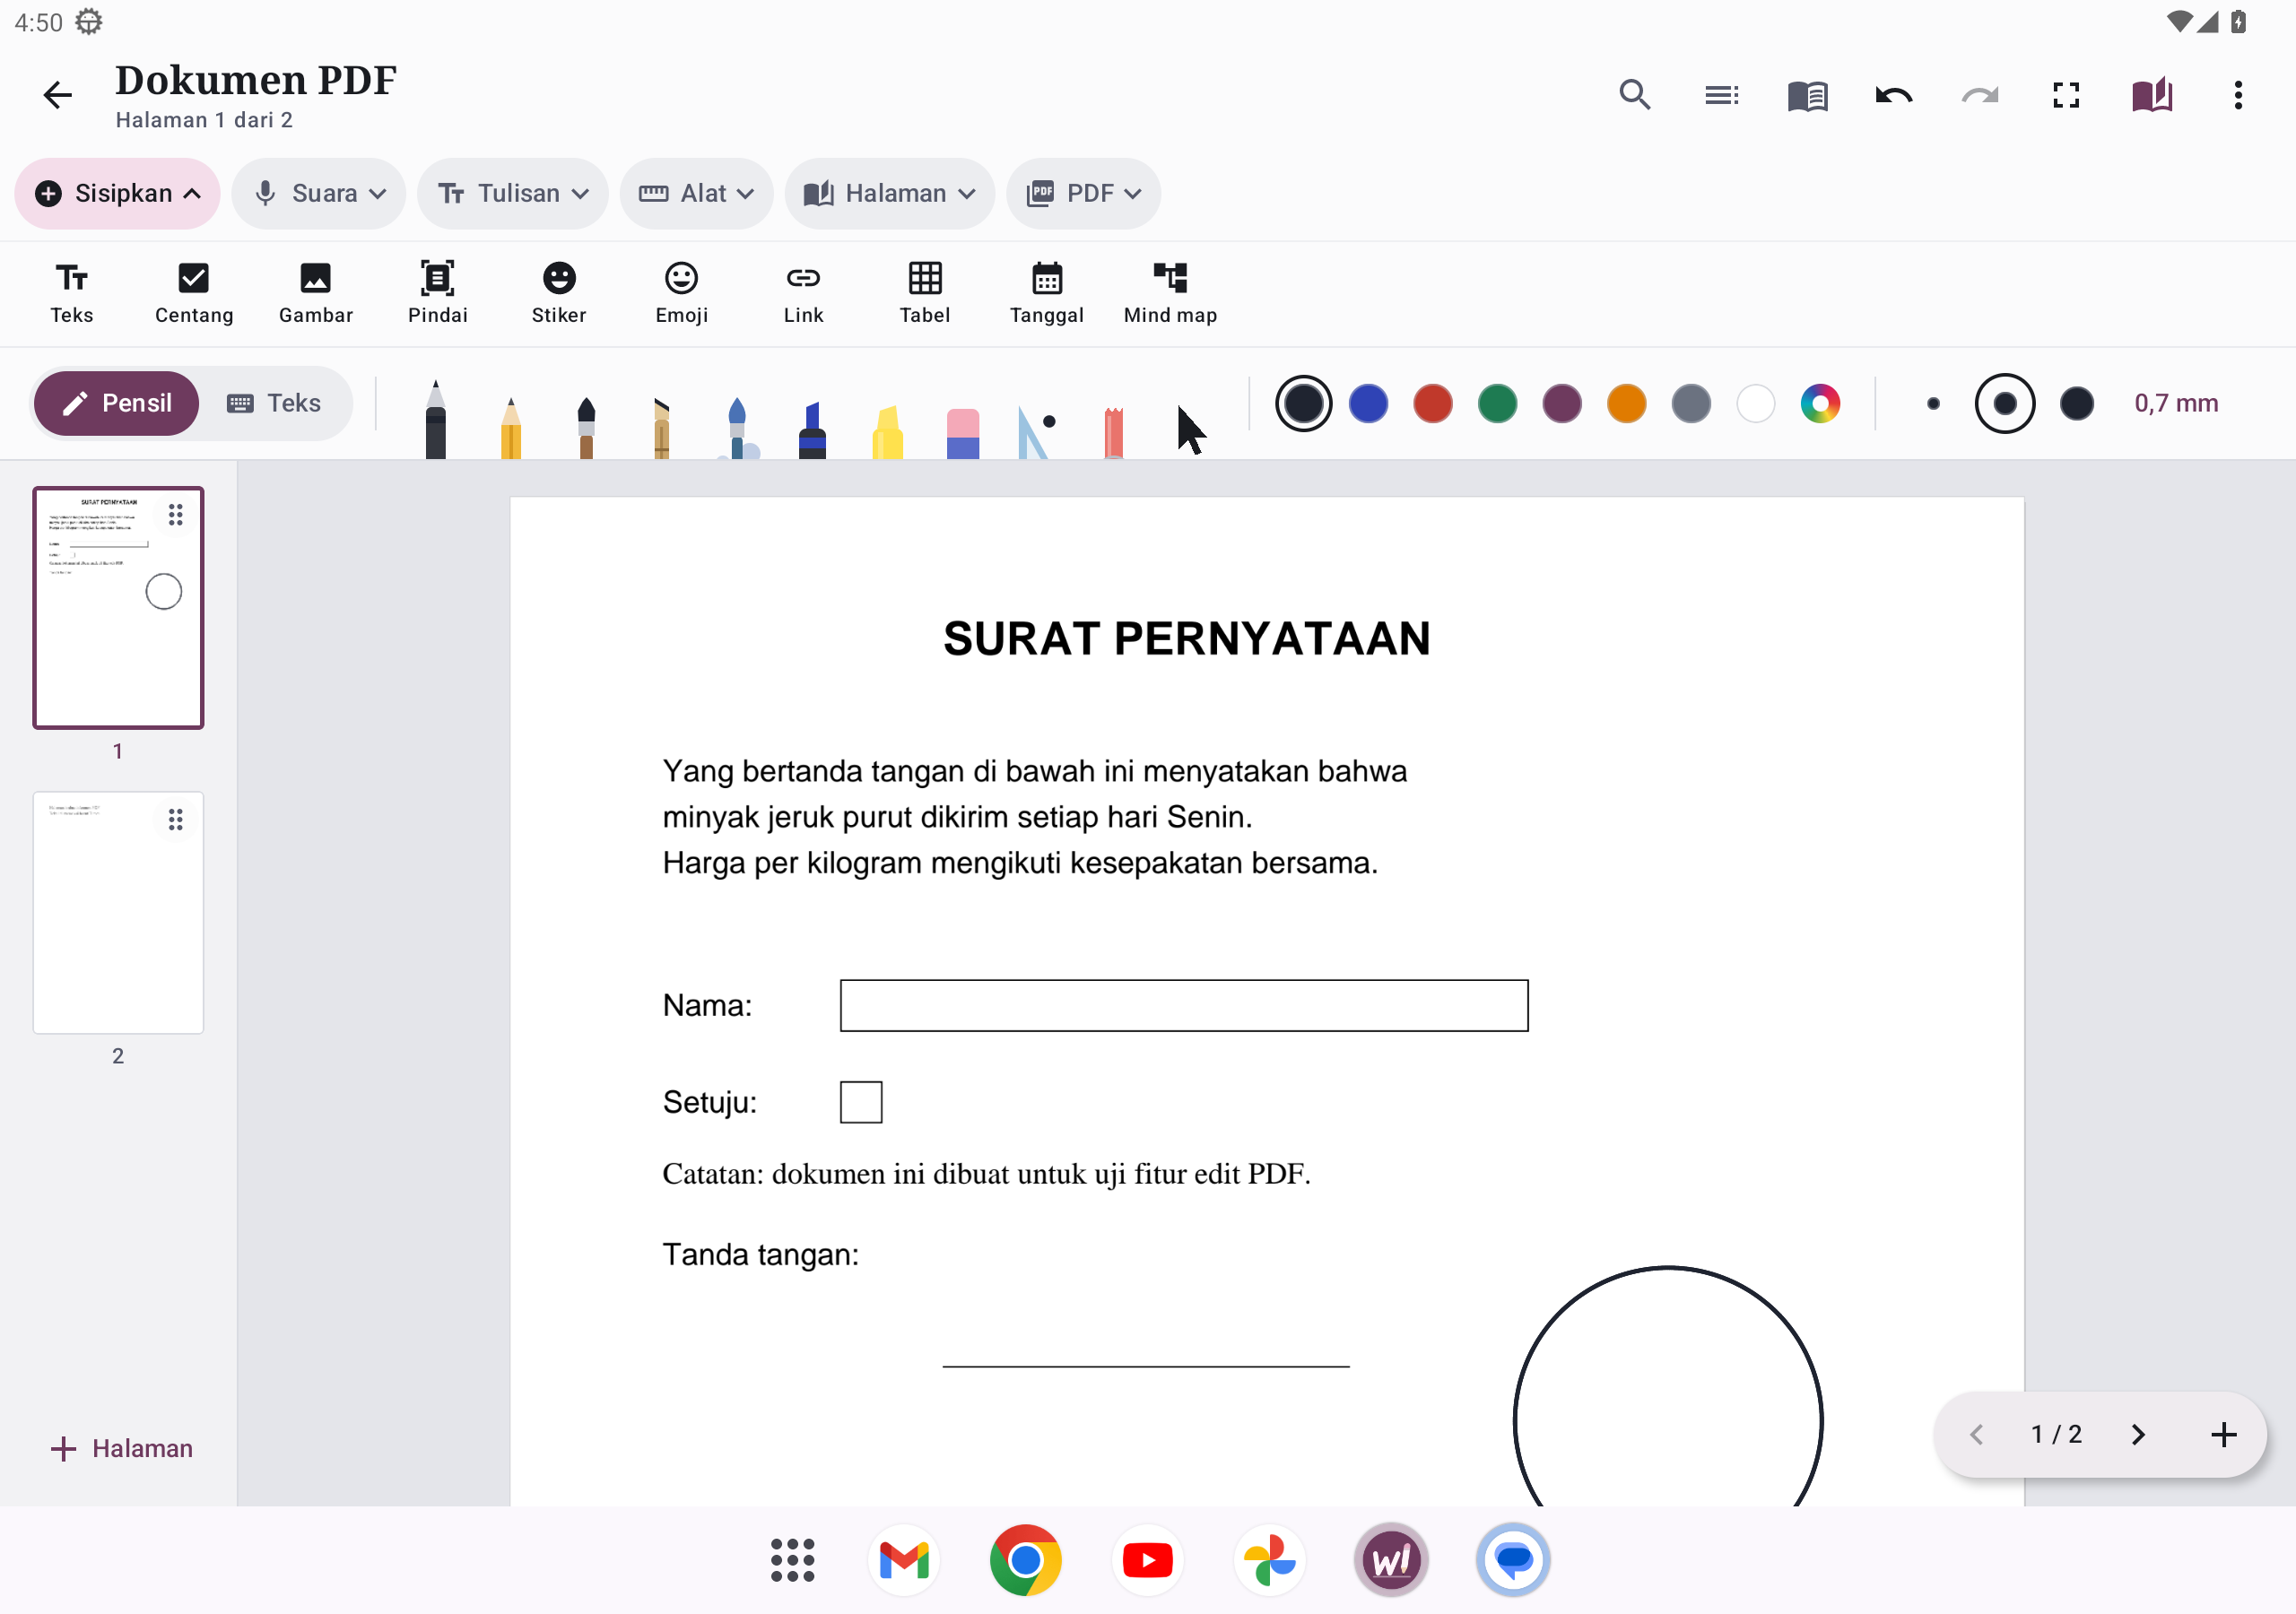 4:50
Dokumen PDF
Halaman 1 dari 2
Sisipkan
Suara
Tulisan
Alat
Halaman
PDF
PDF
Teks
Centang
Gambar
Pindai
Stiker
Emoji
Link
Tabel
Tanggal
Mind map
Pensil
Teks
0,7 mm
SURAT PERNYATAAN
1
2
Halaman
SURAT PERNYATAAN
Yang bertanda tangan di bawah ini menyatakan bahwa
minyak jeruk purut dikirim setiap hari Senin.
Harga per kilogram mengikuti kesepakatan bersama.
Nama:
Setuju:
Catatan: dokumen ini dibuat untuk uji fitur edit PDF.
Tanda tangan:
1 / 2